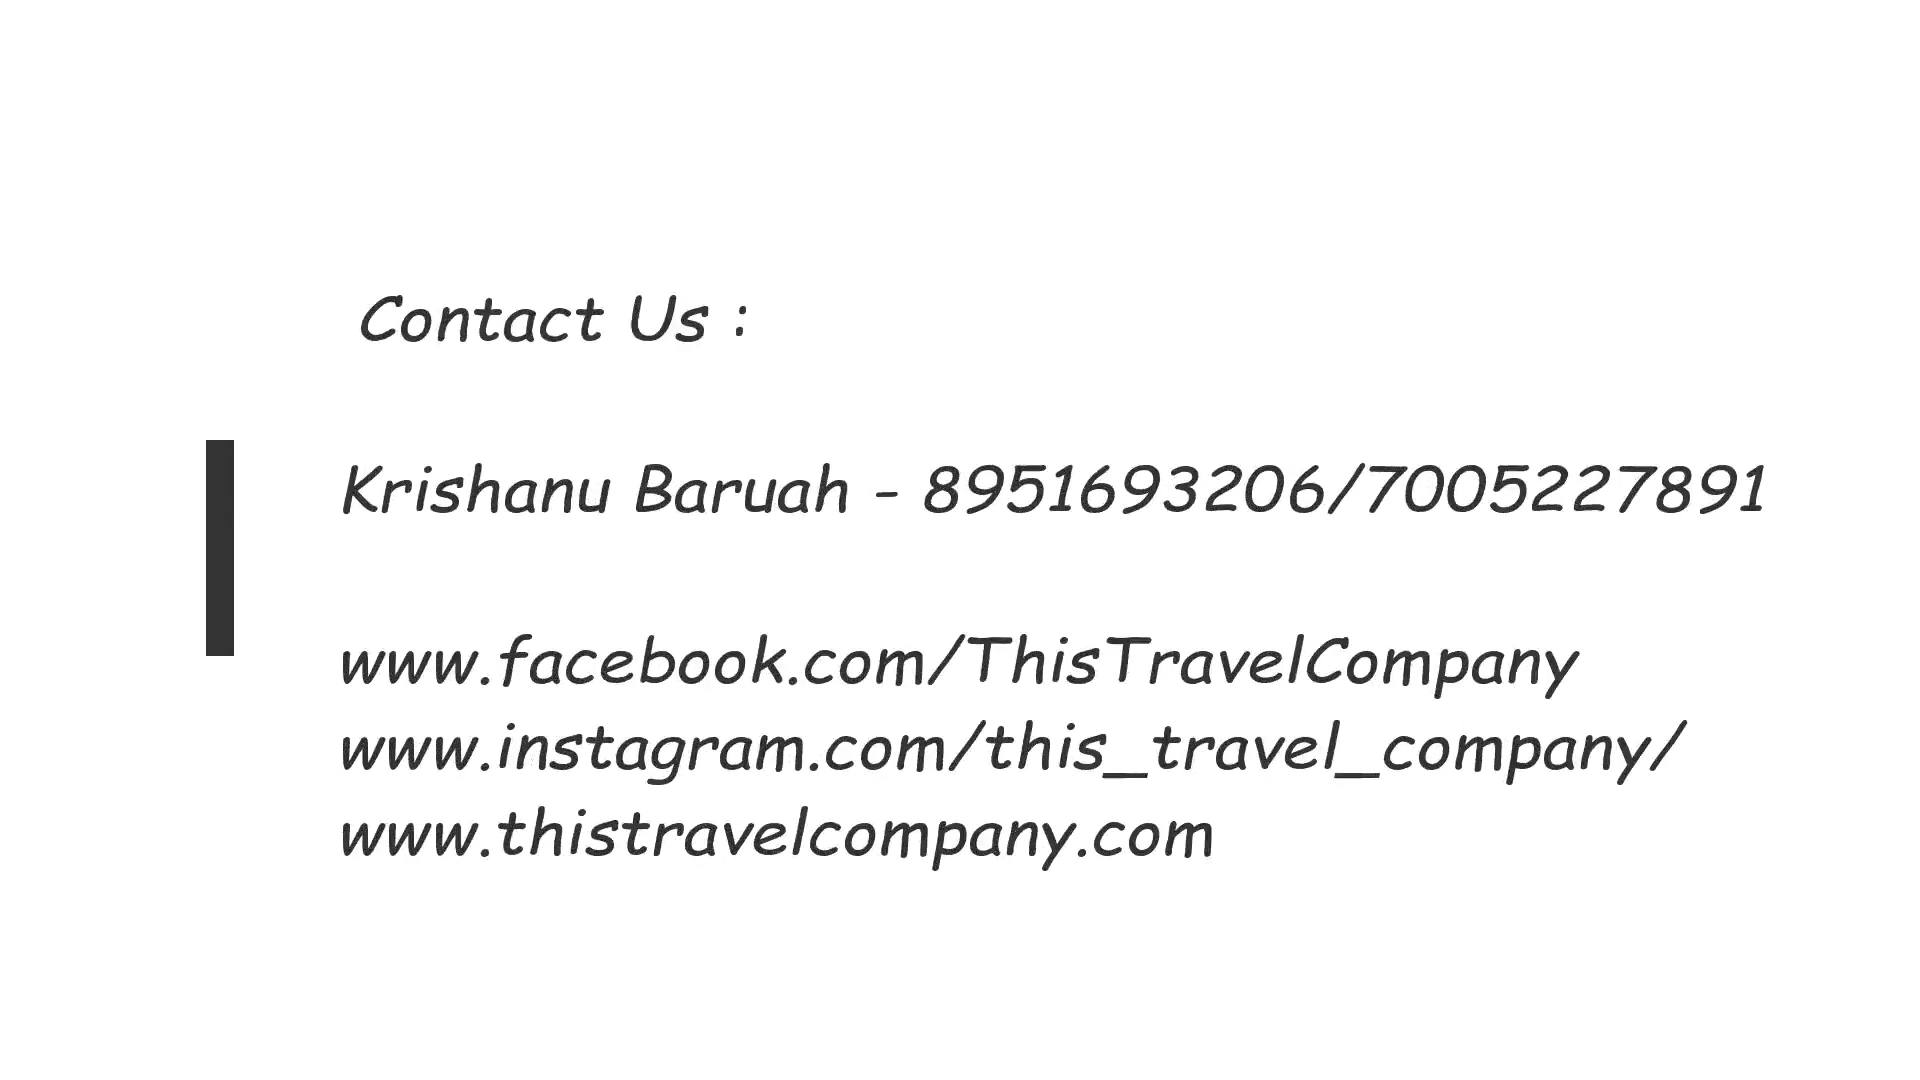 Contact Us :
Krishanu Baruah - 8951693206/7005227891
www.facebook.com/ThisTravelCompany
www.instagram.com/this_travel_company/
www.thistravelcompany.com